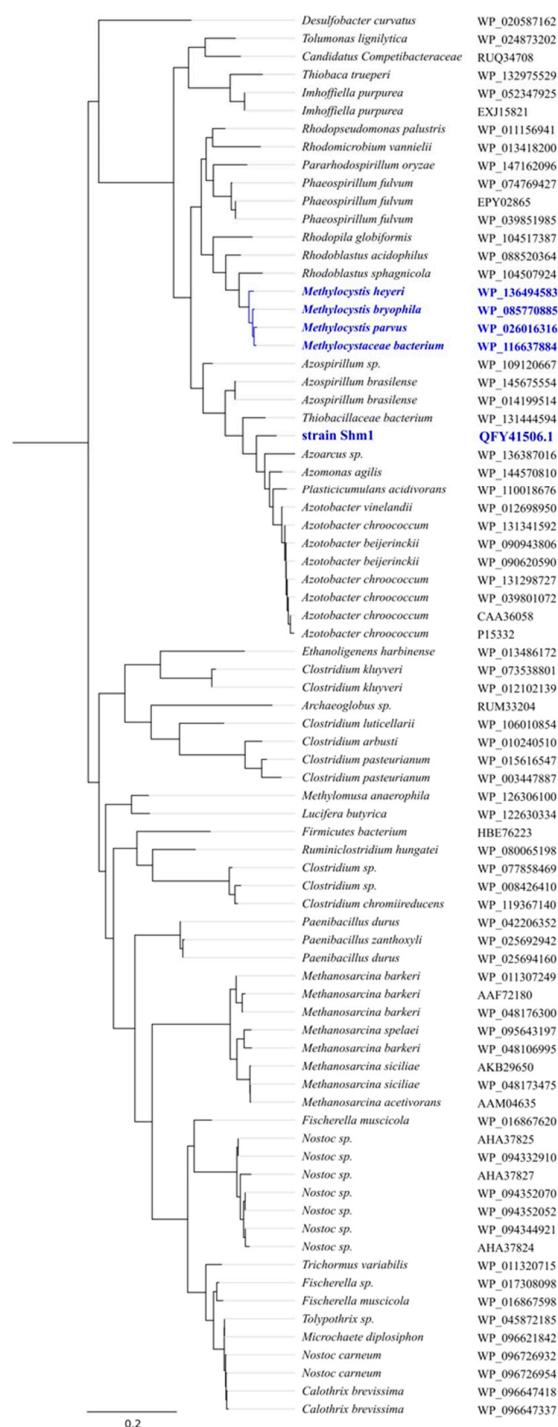 Desulfobacter curvatus WP_020587162
Tolumonas lignilytica WP_024873202
Candidatus Competibacteraceae RUQ34708
Thiobaca trueperi WP_132975529
Imhoffiella purpurea WP_052347925
Imhoffiella purpurea EXJ15821
Rhodopseudomonas palustris WP_011156941
Rhodomicrobium vannielii WP_013418200
Pararhodospirillum oryzae WP_147162096
Phaeospirillum fulvum WP_074769427
Phaeospirillum fulvum EPY02865
Phaeospirillum fulvum WP_039851985
Rhodopila globiformis WP_104517387
Rhodoblastus acidophilus WP_088520364
Rhodoblastus sphagnicola WP_104507924
Methylocystis heyeri WP_136494583
Methylocystis bryophila WP_085770885
Methylocystis parvus WP_026016316
Methylocystaceae bacterium WP_116637884
Azospirillum sp. WP_109120667
Azospirillum brasilense WP_145675554
Azospirillum brasilense WP_014199514
Thiobacillaceae bacterium WP_131444594
strain Shm1 QFY41506.1
Azoarcus sp. WP_136387016
Azomonas agilis WP_144570810
Plasticicumulans acidivorans WP_110018676
Azotobacter vinelandii WP_012698950
Azotobacter chroococcum WP_131341592
Azotobacter beijerinckii WP_090943806
Azotobacter beijerinckii WP_090620590
Azotobacter chroococcum WP_131298727
Azotobacter chroococcum WP_039801072
Azotobacter chroococcum CAA36058
Azotobacter chroococcum P15332
Ethanoligenens harbinense WP_013486172
Clostridium kluyveri WP_073538801
Clostridium kluyveri WP_012102139
Archaeoglobus sp. RUM33204
Clostridium luticellarii WP_106010854
Clostridium arbusti WP_010240510
Clostridium pasteurianum WP_015616547
Clostridium pasteurianum WP_003447887
Methylomusa anaerophila WP_126306100
Lucifera butyrica WP_122630334
Firmicutes bacterium HBE76223
Ruminiclostridium hungatei WP_080065198
Clostridium sp. WP_077858469
Clostridium sp. WP_008426410
Clostridium chromiireducens WP_119367140
Paenibacillus durus WP_042206352
Paenibacillus zanthoxyli WP_025692942
Paenibacillus durus WP_025694160
Methanosarcina barkeri WP_011307249
Methanosarcina barkeri AAF72180
Methanosarcina barkeri WP_048176300
Methanosarcina spelaei WP_095643197
Methanosarcina barkeri WP_048106995
Methanosarcina siciliae AKB29650
Methanosarcina siciliae WP_048173475
Methanosarcina acetivorans AAM04635
Fischerella muscicola WP_016867620
Nostoc sp. AHA37825
Nostoc sp. WP_094332910
Nostoc sp. AHA37827
Nostoc sp. WP_094352070
Nostoc sp. WP_094352052
Nostoc sp. WP_094344921
Nostoc sp. AHA37824
Trichormus variabilis WP_011320715
Fischerella sp. WP_017308098
Fischerella muscicola WP_016867598
Tolypothrix sp. WP_045872185
Microchaete diplosiphon WP_096621842
Nostoc carneum WP_096726932
Nostoc carneum WP_096726954
Calothrix brevissima WP_096647418
Calothrix brevissima WP_096647337
0.2